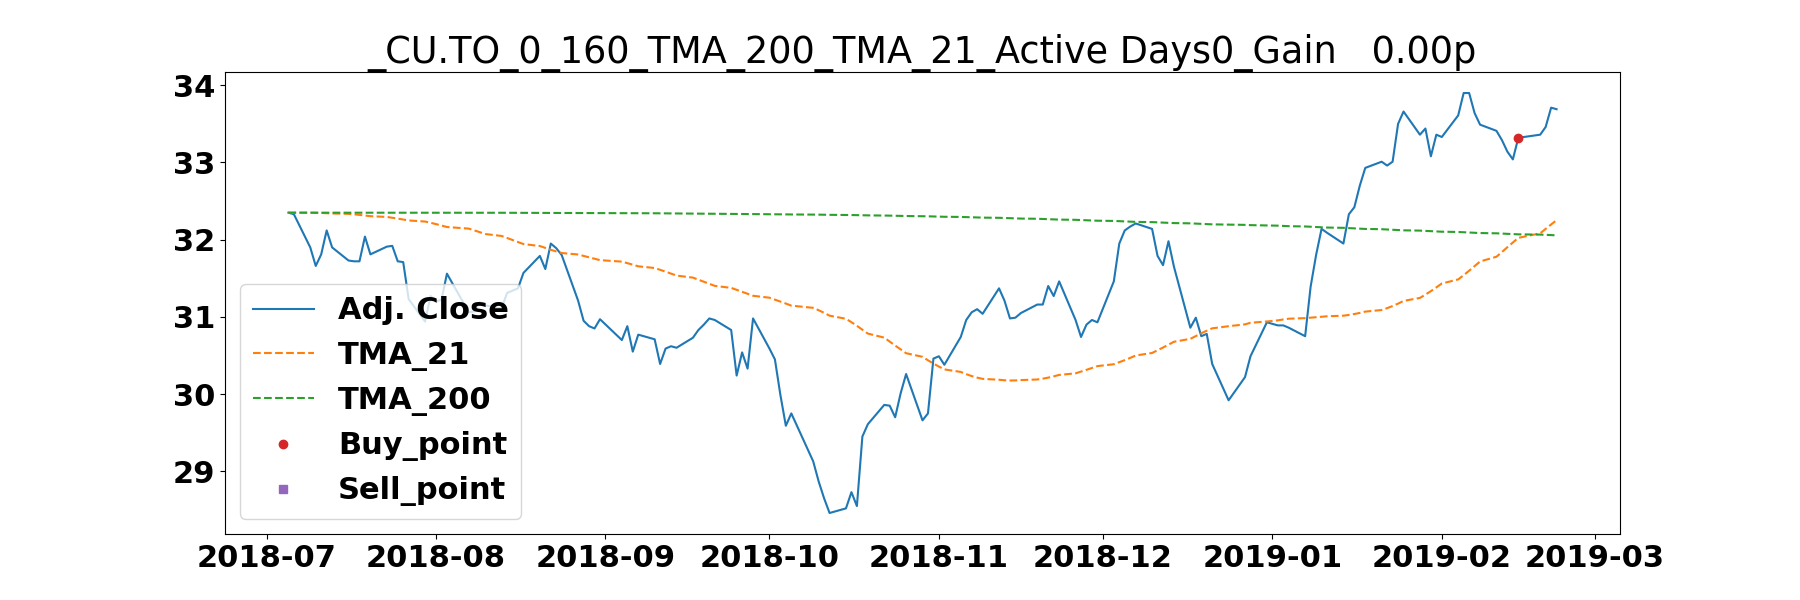 _CU.TO_0_160_TMA_200_TMA_21_Active Days0_Gain   0.00p
34
33
32
31
30
29
Adj. Close
TMA_21
TMA_200
Buy_point
Sell_point
2018-07 2018-08 2018-09 2018-10 2018-11 2018-12 2019-01 2019-02 2019-03